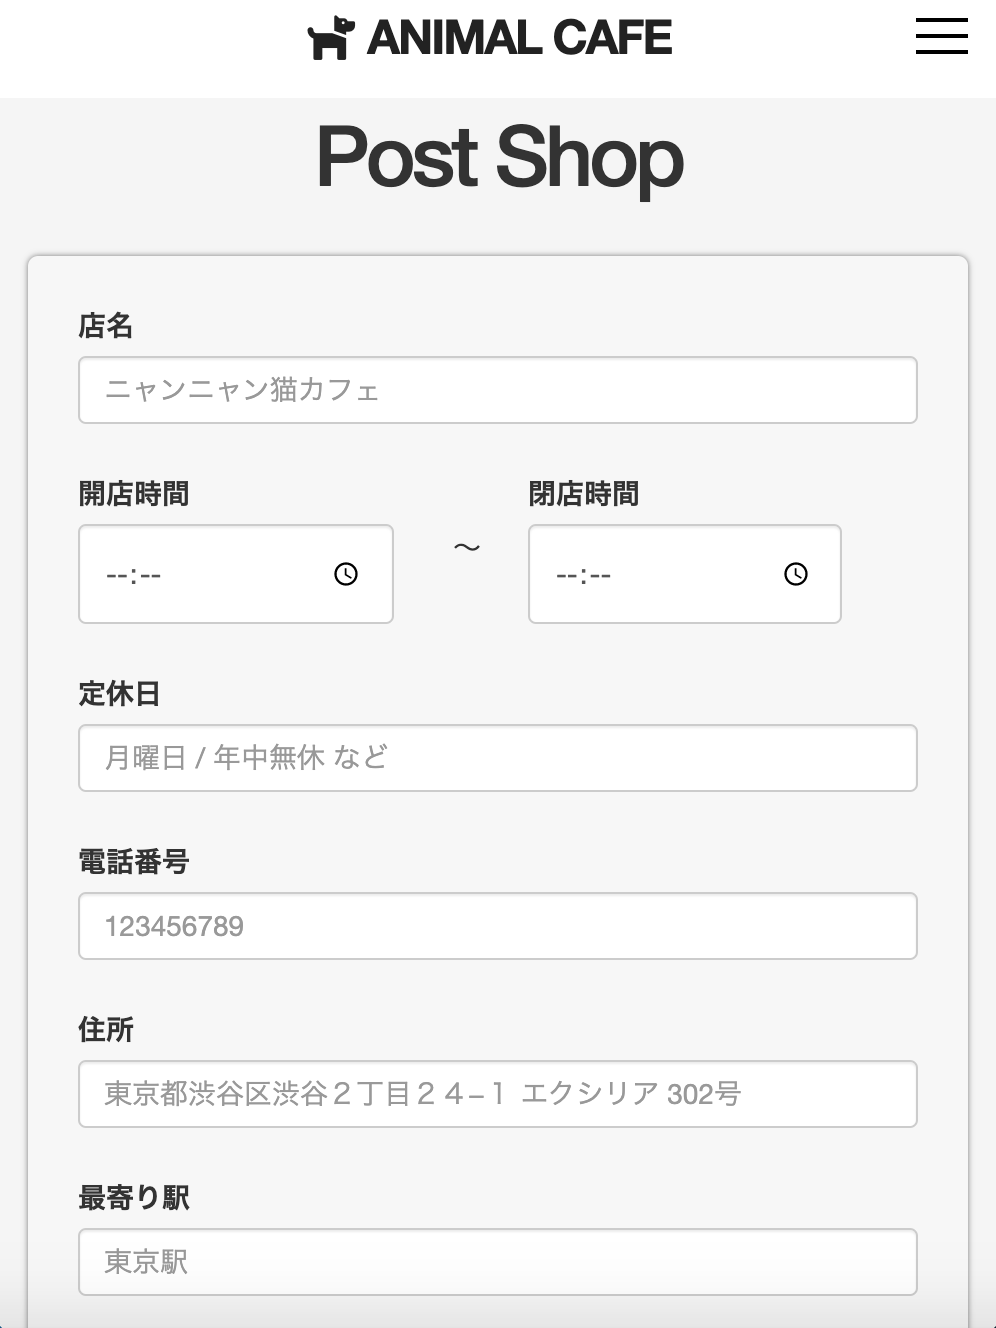 ANIMAL CAFE
Post Shop
店名
ニャンニャン猫カフェ
開店時間
閉店時間
--:--
〜
--:--
定休日
月曜日 / 年中無休 など
電話番号
123456789
住所
東京都渋谷区渋谷２丁目２４−１ エクシリア 302号
最寄り駅
東京駅